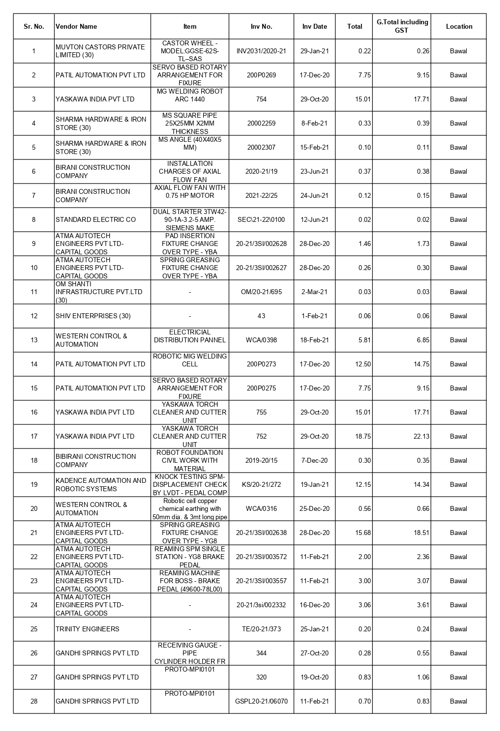 Sr. No. Vendor Name Item Inv No. Inv Date Total G.Total including GST Location
1 MUVTON CASTORS PRIVATE LIMITED (30) CASTOR WHEEL - MODEL;GGSE-62S-TL--SAS INV2031/2020-21 29-Jan-21 0.22 0.26 Bawal
2 PATIL AUTOMATION PVT LTD SERVO BASED ROTARY ARRANGEMENT FOR FIXURE 200P0269 17-Dec-20 7.75 9.15 Bawal
3 YASKAWA INDIA PVT LTD MG WELDING ROBOT ARC 1440 754 29-Oct-20 15.01 17.71 Bawal
4 SHARMA HARDWARE & IRON STORE (30) MS SQUARE PIPE 25X25MM X2MM THICKNESS 20002259 8-Feb-21 0.33 0.39 Bawal
5 SHARMA HARDWARE & IRON STORE (30) MS ANGLE (40X40X5 MM) 20002307 15-Feb-21 0.10 0.11 Bawal
6 BIRANI CONSTRUCTION COMPANY INSTALLATION CHARGES OF AXIAL FLOW FAN 2020-21/19 23-Jun-21 0.37 0.38 Bawal
7 BIRANI CONSTRUCTION COMPANY AXIAL FLOW FAN WITH 0.75 HP MOTOR 2021-22/25 24-Jun-21 0.12 0.15 Bawal
8 STANDARD ELECTRIC CO DUAL STARTER 3TW42-90-1A-3.2-5 AMP. SIEMENS MAKE SEC\21-22\0100 12-Jun-21 0.02 0.02 Bawal
9 ATMA AUTOTECH ENGINEERS PVT LTD-CAPITAL GOODS PAD INSERTION FIXTURE CHANGE OVER TYPE - YBA 20-21/3SI/002628 28-Dec-20 1.46 1.73 Bawal
10 ATMA AUTOTECH ENGINEERS PVT LTD-CAPITAL GOODS SPRING GREASING FIXTURE CHANGE OVER TYPE - YBA 20-21/3SI/002627 28-Dec-20 0.26 0.30 Bawal
11 OM SHANTI INFRASTRUCTURE PVT.LTD (30) - OM/20-21/695 2-Mar-21 0.03 0.03 Bawal
12 SHIV ENTERPRISES (30) - 43 1-Feb-21 0.06 0.06 Bawal
13 WESTERN CONTROL & AUTOMATION ELECTRICIAL DISTRIBUTION PANNEL WCA/0398 18-Feb-21 5.81 6.85 Bawal
14 PATIL AUTOMATION PVT LTD ROBOTIC MIG WELDING CELL 200P0273 17-Dec-20 12.50 14.75 Bawal
15 PATIL AUTOMATION PVT LTD SERVO BASED ROTARY ARRANGEMENT FOR FIXURE 200P0275 17-Dec-20 7.75 9.15 Bawal
16 YASKAWA INDIA PVT LTD YASKAWA TORCH CLEANER AND CUTTER UNIT 755 29-Oct-20 15.01 17.71 Bawal
17 YASKAWA INDIA PVT LTD YASKAWA TORCH CLEANER AND CUTTER UNIT 752 29-Oct-20 18.75 22.13 Bawal
18 BIBIRANI CONSTRUCTION COMPANY ROBOT FOUNDATION CIVIL WORK WITH MATERIAL 2019-20/15 7-Dec-20 0.30 0.35 Bawal
19 KADENCE AUTOMATION AND ROBOTIC SYSTEMS KNOCK TESTING SPM-DISPLACEMENT CHECK BY LVDT - PEDAL COMP KS/20-21/272 19-Jan-21 12.15 14.34 Bawal
20 WESTERN CONTROL & AUTOMATION Robotic cell copper chemical earthing with 50mm dia. & 3mt long pipe WCA/0316 25-Dec-20 0.56 0.66 Bawal
21 ATMA AUTOTECH ENGINEERS PVT LTD-CAPITAL GOODS SPRING GREASING FIXTURE CHANGE OVER TYPE - YG8 20-21/3SI/002638 28-Dec-20 15.68 18.51 Bawal
22 ATMA AUTOTECH ENGINEERS PVT LTD-CAPITAL GOODS REAMING SPM SINGLE STATION - YG8 BRAKE PEDAL 20-21/3SI/003572 11-Feb-21 2.00 2.36 Bawal
23 ATMA AUTOTECH ENGINEERS PVT LTD-CAPITAL GOODS REAMING MACHINE FOR BOSS - BRAKE PEDAL (49600-78L00) 20-21/3SI/003557 11-Feb-21 3.00 3.07 Bawal
24 ATMA AUTOTECH ENGINEERS PVT LTD-CAPITAL GOODS - 20-21/3si/002332 16-Dec-20 3.06 3.61 Bawal
25 TRINITY ENGINEERS - TE/20-21/373 25-Jan-21 0.20 0.24 Bawal
26 GANDHI SPRINGS PVT LTD RECEIVING GAUGE - PIPE CYLINDER HOLDER FR 344 27-Oct-20 0.28 0.55 Bawal
27 GANDHI SPRINGS PVT LTD PROTO-MPI0101 320 19-Oct-20 0.83 1.06 Bawal
28 GANDHI SPRINGS PVT LTD PROTO-MPI0101 GSPL20-21/06070 11-Feb-21 0.70 0.83 Bawal